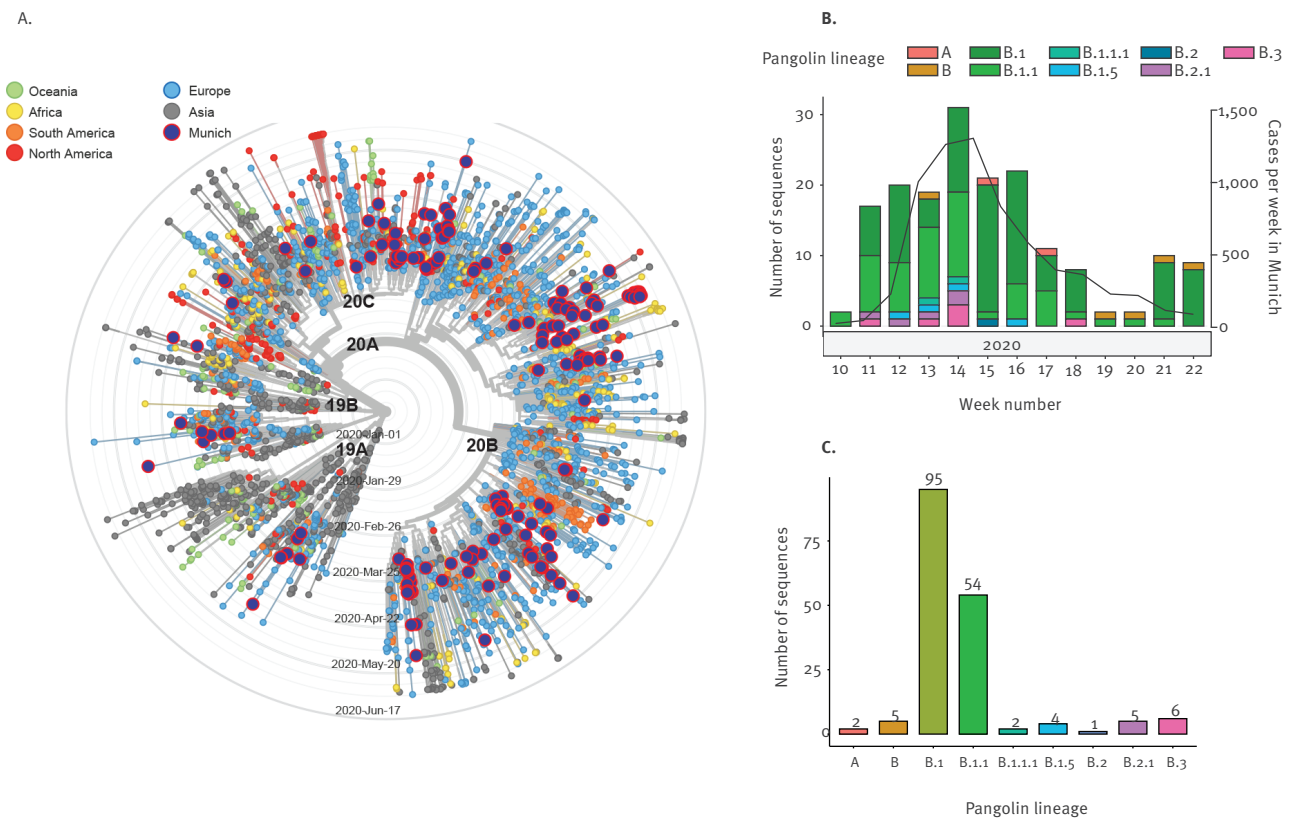 A.
Oceania
Africa
South America
North America
Europe
Asia
Munich
20C
20A
19B
2020-Jan-01
19A
20B
2020-Jan-29
2020-Feb-26
2020-Mar-25
2020-Apr-22
2020-May-20
2020-Jun-17
B.
Pangolin lineage
A B.1 B.1.1.1 B.2 B.3
B B.1.1 B.1.5 B.2.1
Number of sequences
30
20
10
0
1,500
1,000
500
0
Cases per week in Munich
2020
10 11 12 13 14 15 16 17 18 19 20 21 22
Week number
C.
Number of sequences
75
50
25
0
2 5 95 54 2 4 1 5 6
A B B.1 B.1.1 B.1.1.1 B.1.5 B.2 B.2.1 B.3
Pangolin lineage